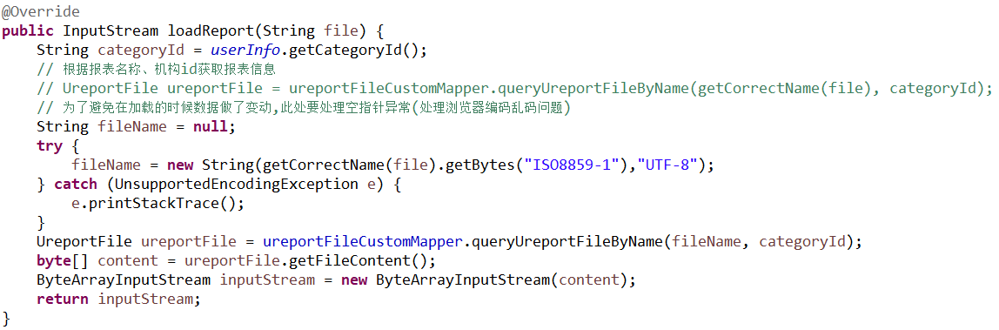 @Override
public InputStream loadReport(String file) {
    String categoryId = userInfo.getCategoryId();
    // 根据报表名称、机构id获取报表信息
    // UreportFile ureportFile = ureportFileCustomMapper.queryUreportFileByName(getCorrectName(file), categoryId);
    // 为了避免在加载的时候数据做了变动,此处要处理空指针异常(处理浏览器编码乱码问题)
    String fileName = null;
    try {
        fileName = new String(getCorrectName(file).getBytes("ISO8859-1"),"UTF-8");
    } catch (UnsupportedEncodingException e) {
        e.printStackTrace();
    }
    UreportFile ureportFile = ureportFileCustomMapper.queryUreportFileByName(fileName, categoryId);
    byte[] content = ureportFile.getFileContent();
    ByteArrayInputStream inputStream = new ByteArrayInputStream(content);
    return inputStream;
}